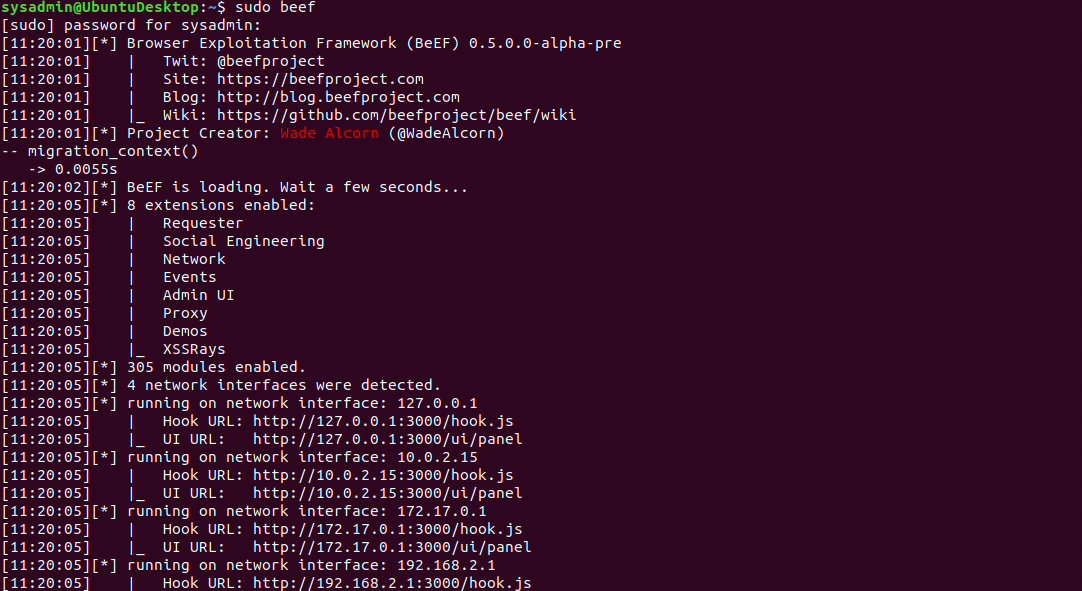 sysadmin@UbuntuDesktop:~$ sudo beef
[sudo] password for sysadmin:
[11:20:01][*] Browser Exploitation Framework (BeEF) 0.5.0.0-alpha-pre
[11:20:01]    |   Twit: @beefproject
[11:20:01]    |   Site: https://beefproject.com
[11:20:01]    |   Blog: http://blog.beefproject.com
[11:20:01]    |_  Wiki: https://github.com/beefproject/beef/wiki
[11:20:01][*] Project Creator: Wade Alcorn (@WadeAlcorn)
-- migration_context()
   -> 0.0055s
[11:20:02][*] BeEF is loading. Wait a few seconds...
[11:20:05][*] 8 extensions enabled:
[11:20:05]    |   Requester
[11:20:05]    |   Social Engineering
[11:20:05]    |   Network
[11:20:05]    |   Events
[11:20:05]    |   Admin UI
[11:20:05]    |   Proxy
[11:20:05]    |   Demos
[11:20:05]    |_  XSSRays
[11:20:05][*] 305 modules enabled.
[11:20:05][*] 4 network interfaces were detected.
[11:20:05][*] running on network interface: 127.0.0.1
[11:20:05]    |   Hook URL: http://127.0.0.1:3000/hook.js
[11:20:05]    |_  UI URL:   http://127.0.0.1:3000/ui/panel
[11:20:05][*] running on network interface: 10.0.2.15
[11:20:05]    |   Hook URL: http://10.0.2.15:3000/hook.js
[11:20:05]    |_  UI URL:   http://10.0.2.15:3000/ui/panel
[11:20:05][*] running on network interface: 172.17.0.1
[11:20:05]    |   Hook URL: http://172.17.0.1:3000/hook.js
[11:20:05]    |_  UI URL:   http://172.17.0.1:3000/ui/panel
[11:20:05][*] running on network interface: 192.168.2.1
[11:20:05]    |   Hook URL: http://192.168.2.1:3000/hook.js